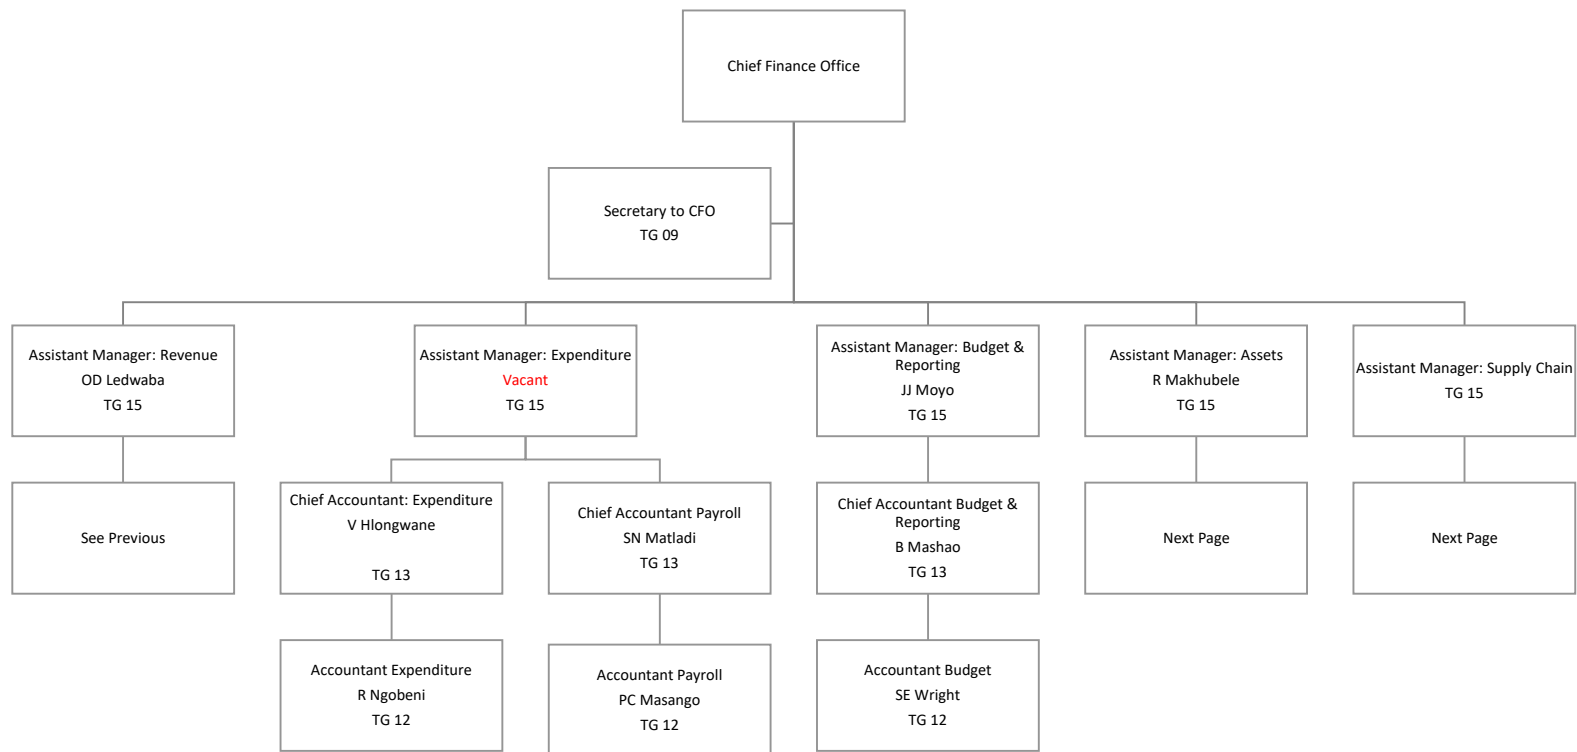 Chief Finance Office
Secretary to CFO
TG 09
Assistant Manager: Revenue
OD Ledwaba
TG 15
Assistant Manager: Expenditure
Vacant
TG 15
Assistant Manager: Budget &
Reporting
JJ Moyo
TG 15
Assistant Manager: Assets
R Makhubele
TG 15
Assistant Manager: Supply Chain
TG 15
See Previous
Chief Accountant: Expenditure
V Hlongwane
TG 13
Chief Accountant Payroll
SN Matladi
TG 13
Chief Accountant Budget &
Reporting
B Mashao
TG 13
Next Page
Next Page
Accountant Expenditure
R Ngobeni
TG 12
Accountant Payroll
PC Masango
TG 12
Accountant Budget
SE Wright
TG 12